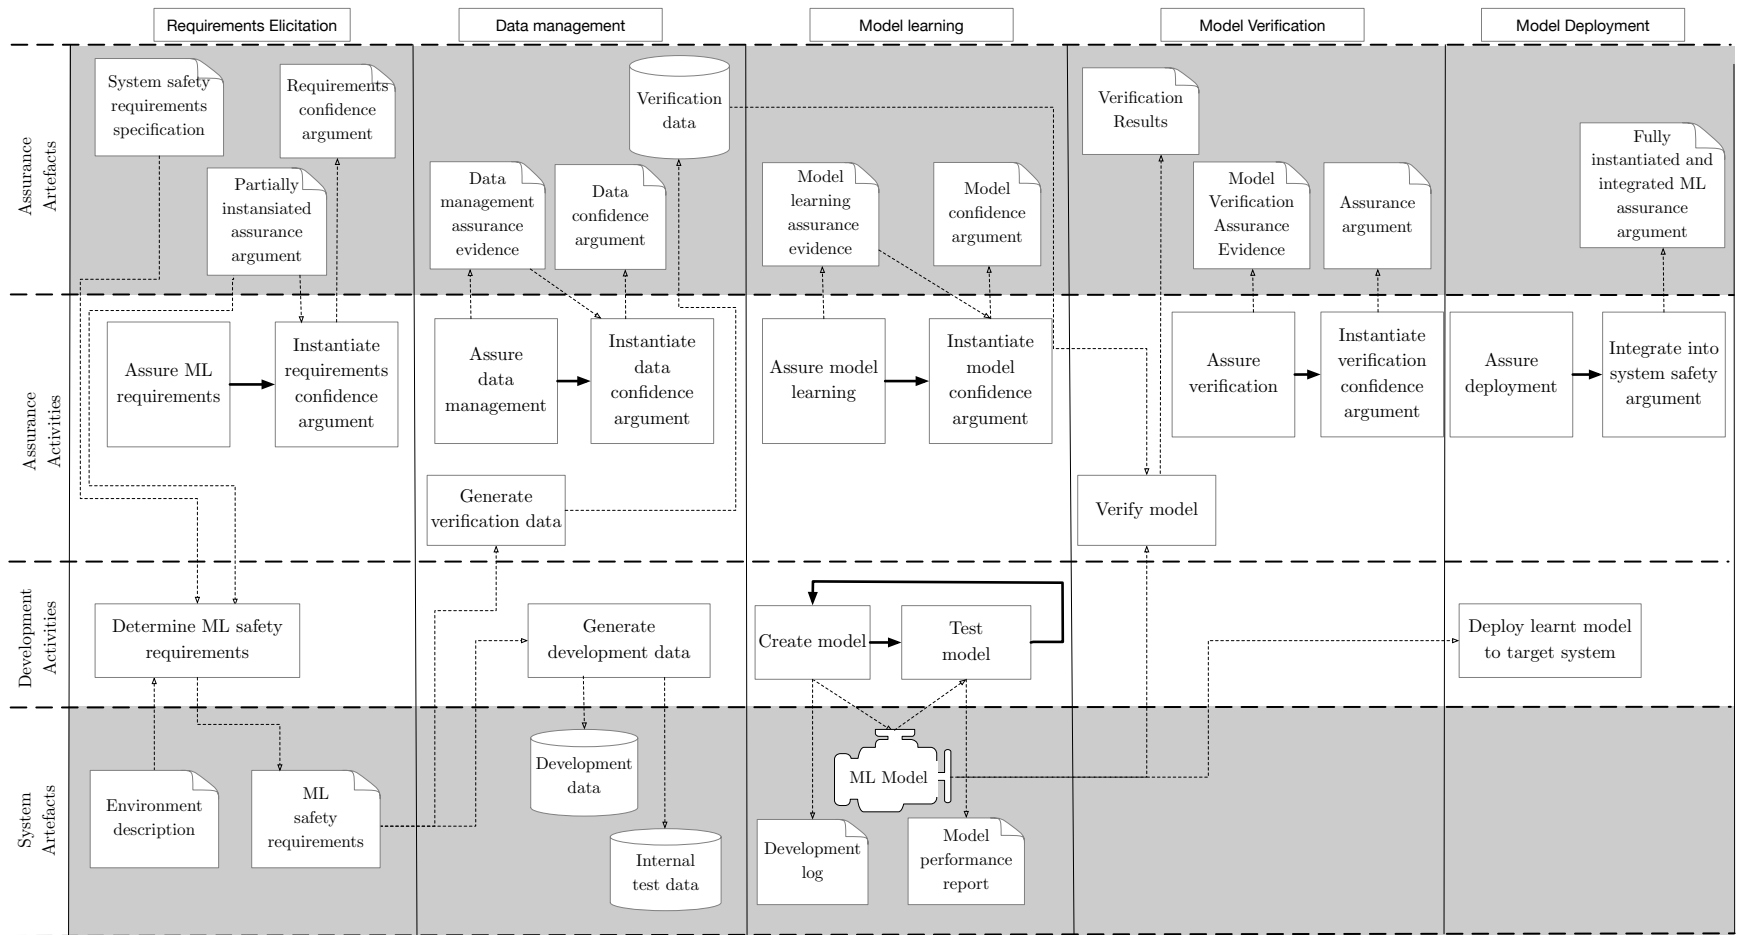 Requirements Elicitation
Data management
Model learning
Model Verification
Model Deployment
Assurance
Artefacts
System safety
requirements
specification
Requirements
confidence
argument
Partially
instansiated
assurance
argument
Verification
data
Data
management
assurance
evidence
Data
confidence
argument
Model
learning
assurance
evidence
Model
confidence
argument
Verification
Results
Model
Verification
Assurance
Evidence
Assurance
argument
Fully
instantiated and
integrated ML
assurance
argument
Assurance
Activities
Assure ML
requirements
Instantiate
requirements
confidence
argument
Assure
data
management
Instantiate
data
confidence
argument
Generate
verification data
Assure model
learning
Instantiate
model
confidence
argument
Assure
verification
Instantiate
verification
confidence
argument
Verify model
Assure
deployment
Integrate into
system safety
argument
Development
Activities
Determine ML safety
requirements
Generate
development data
Create model
Test
model
Deploy learnt model
to target system
System
Artefacts
Environment
description
ML
safety
requirements
Development
data
Internal
test data
ML Model
Development
log
Model
performance
report